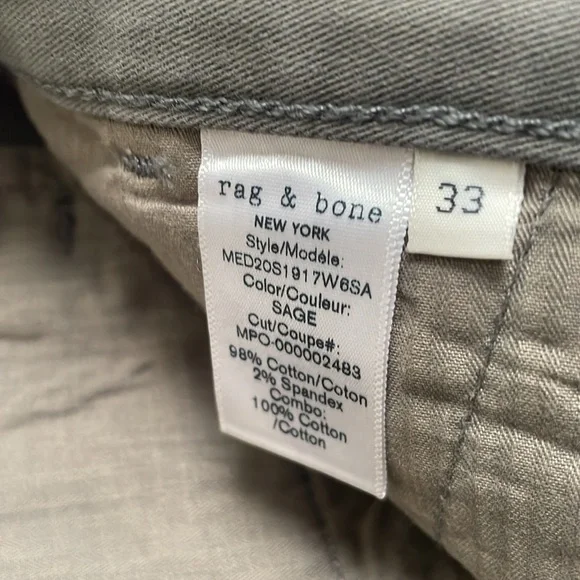 rag & bone
NEW YORK
Style/Modéle:
MED20S1917W6SA
Color/Couleur:
SAGE
Cut/Coupe#:
MPO-000002483
98% Cotton/Coton
2% Spandex
Combo:
100% Cotton
/Cotton
33